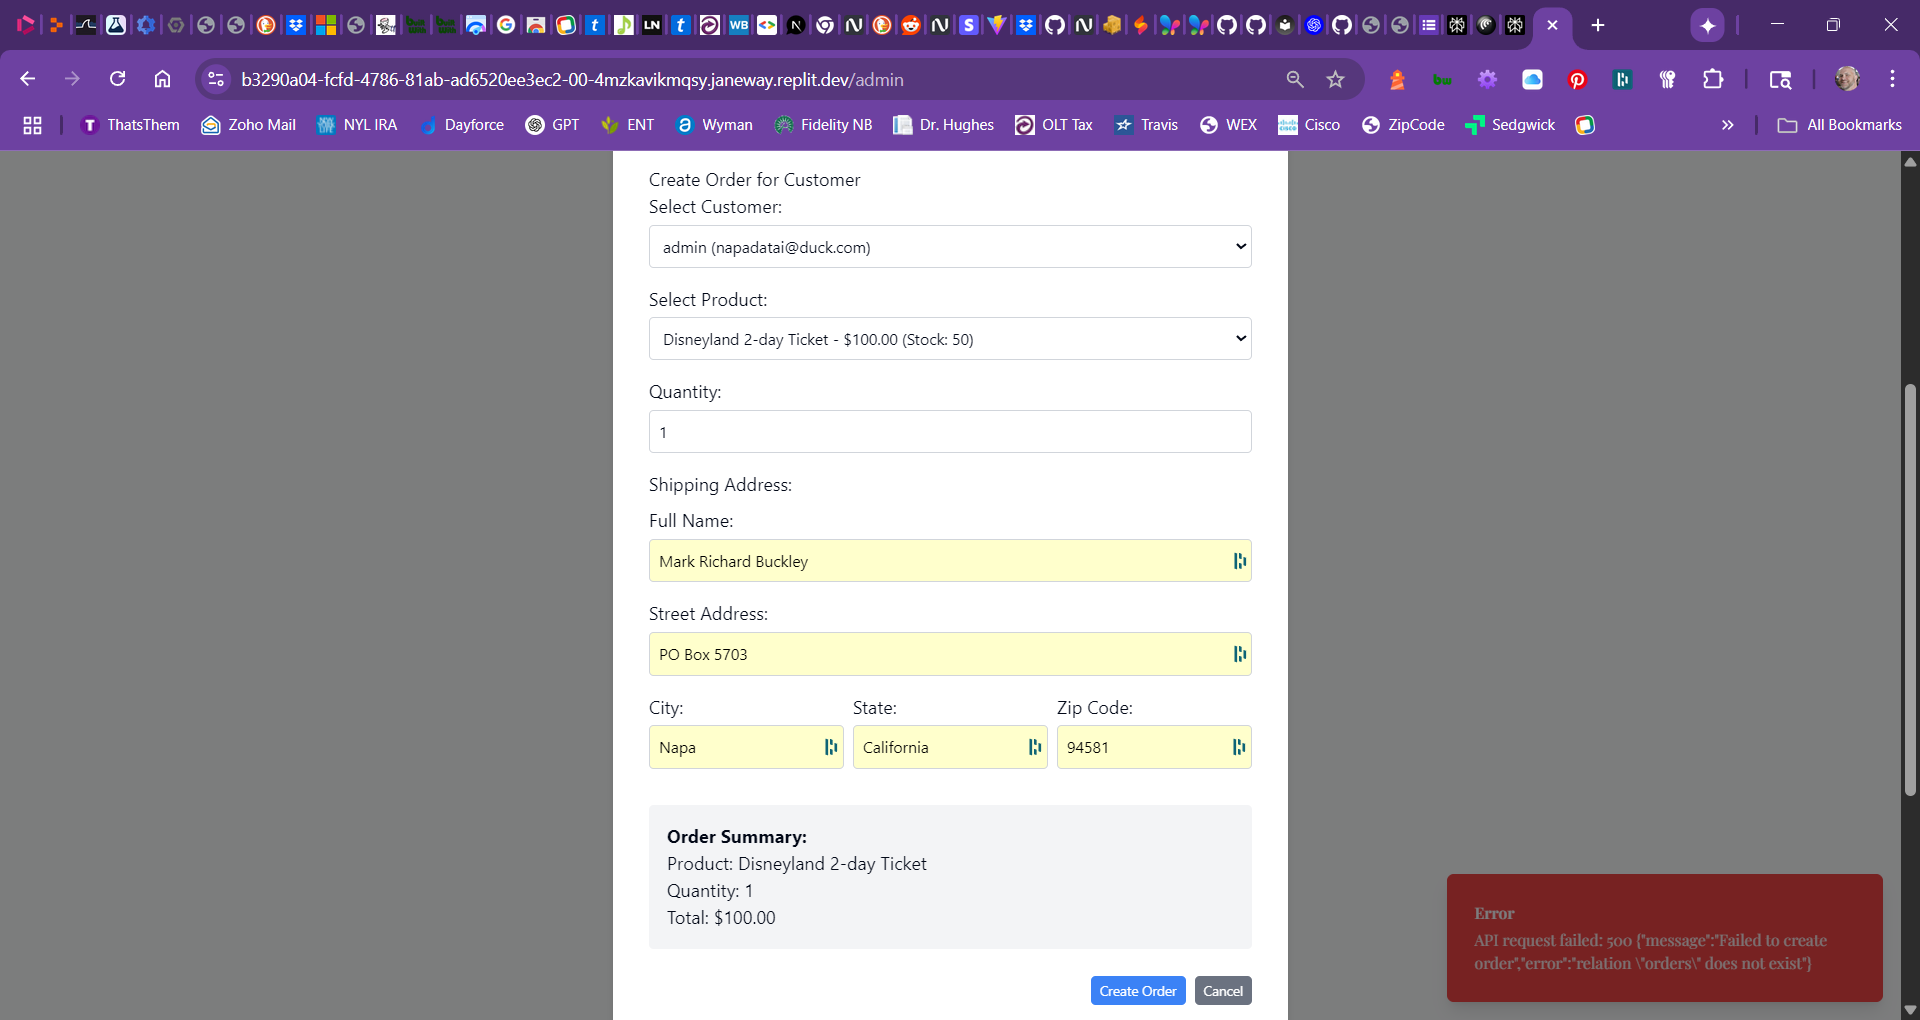 b3290a04-fcfd-4786-81ab-ad6520ee3ec2-00-4mzkavikmqsy.janeway.replit.dev/admin
ThatsThem
Zoho Mail
NYL IRA
Dayforce
GPT
ENT
Wyman
Fidelity NB
Dr. Hughes
OLT Tax
Travis
WEX
Cisco
ZipCode
Sedgwick
»
All Bookmarks
Create Order for Customer
Select Customer:
admin (napadatai@duck.com)
Select Product:
Disneyland 2-day Ticket - $100.00 (Stock: 50)
Quantity:
1
Shipping Address:
Full Name:
Mark Richard Buckley
Street Address:
PO Box 5703
City:
State:
Zip Code:
Napa
California
94581
Order Summary:
Product: Disneyland 2-day Ticket
Quantity: 1
Total: $100.00
Create Order
Cancel
Error
API request failed: 500 {"message":"Failed to create
order","error":"relation \"orders\" does not exist"}